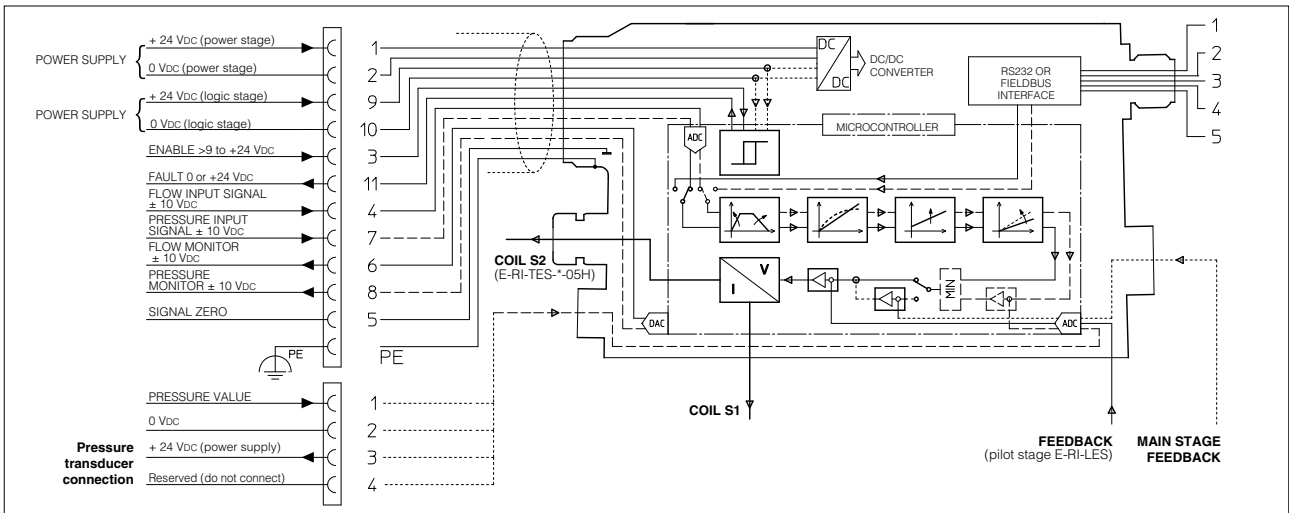 POWER SUPPLY
+ 24 VDC (power stage)
0 VDC (power stage)
POWER SUPPLY
+ 24 VDC (logic stage)
0 VDC (logic stage)
ENABLE >9 to +24 VDC
FAULT 0 or +24 VDC
FLOW INPUT SIGNAL
± 10 VDC
PRESSURE INPUT
SIGNAL ± 10 VDC
FLOW MONITOR
± 10 VDC
PRESSURE
MONITOR ± 10 VDC
SIGNAL ZERO
PE
1
2
9
10
3
11
4
7
6
8
5
PE
Pressure
transducer
connection
PRESSURE VALUE
0 VDC
+ 24 VDC (power supply)
Reserved (do not connect)
1
2
3
4
DC
DC
DC/DC
CONVERTER
RS232 OR
FIELDBUS
INTERFACE
1
2
3
4
5
MICROCONTROLLER
ADC
COIL S2
(E-RI-TES-*-05H)
V
I
MIN
DAC
ADC
COIL S1
FEEDBACK
(pilot stage E-RI-LES)
MAIN STAGE
FEEDBACK